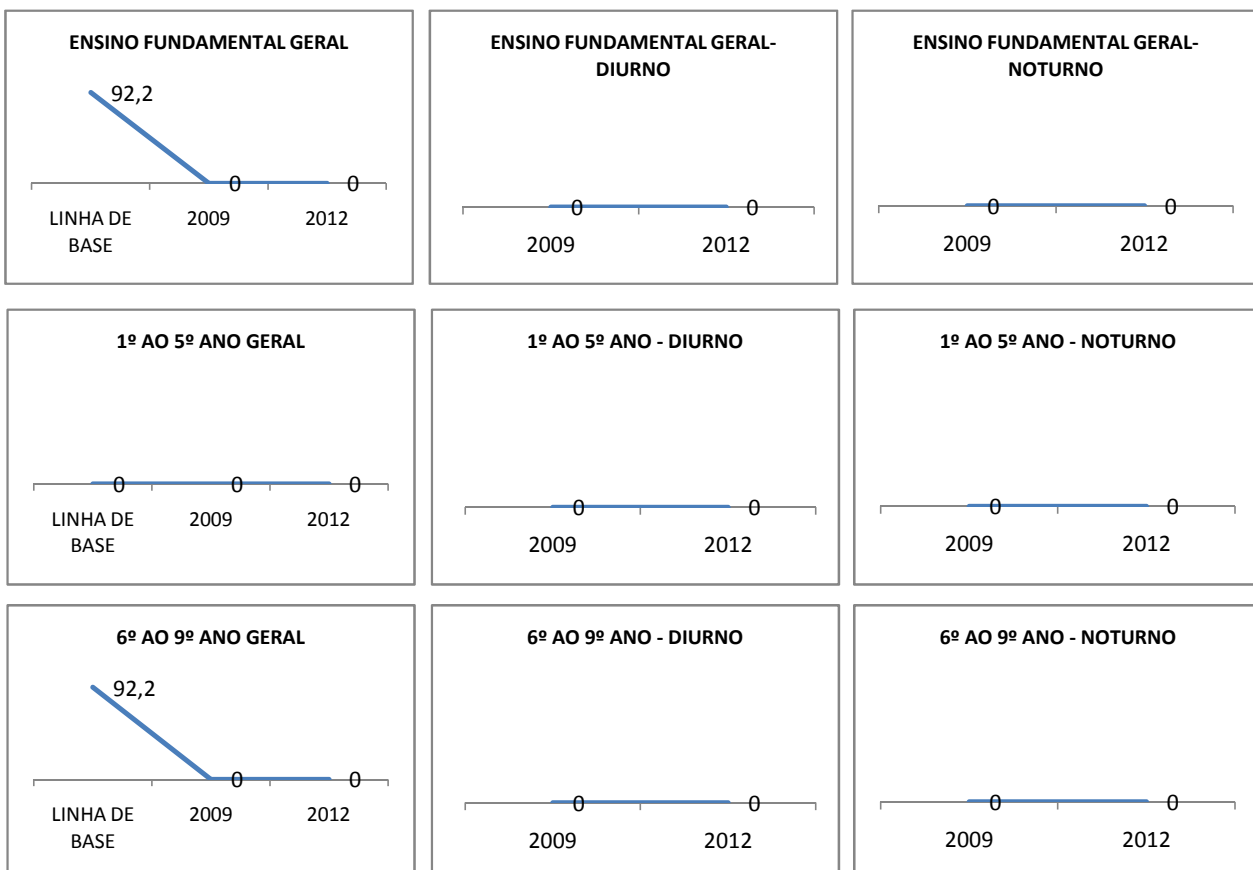 ENSINO FUNDAMENTAL GERAL
92,2
0
0
LINHA DE
BASE
2009
2012
ENSINO FUNDAMENTAL GERAL-
DIURNO
0
0
2009
2012
ENSINO FUNDAMENTAL GERAL-
NOTURNO
0
0
2009
2012
1º AO 5º ANO GERAL
0
0
0
LINHA DE
BASE
2009
2012
1º AO 5º ANO - DIURNO
0
0
2009
2012
1º AO 5º ANO - NOTURNO
0
0
2009
2012
6º AO 9º ANO GERAL
92,2
0
0
LINHA DE
BASE
2009
2012
6º AO 9º ANO - DIURNO
0
0
2009
2012
6º AO 9º ANO - NOTURNO
0
0
2009
2012